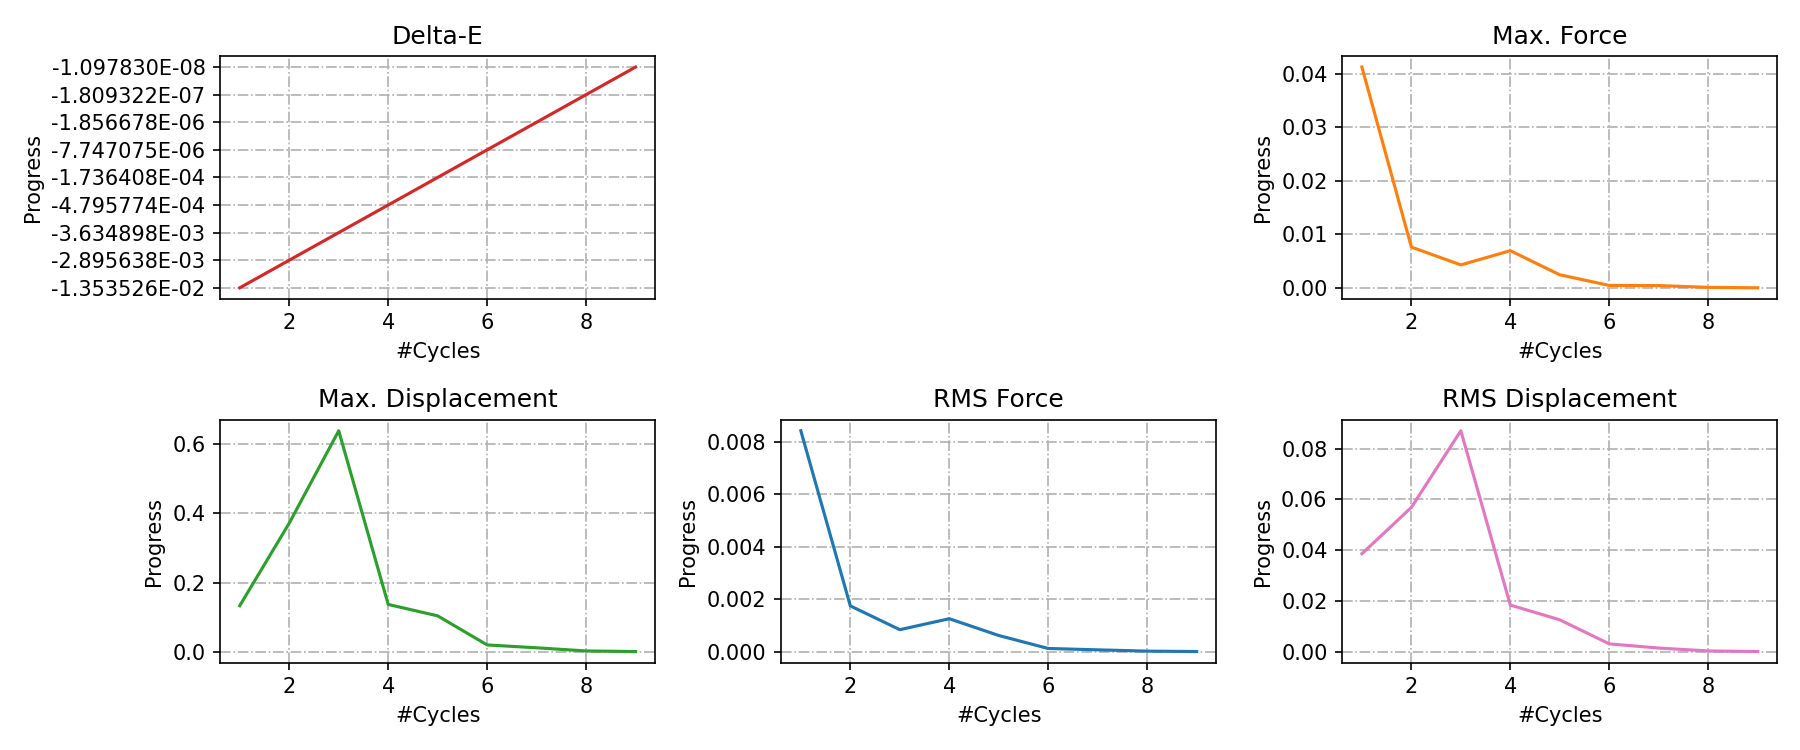 Delta-E
Progress
-1.097830E-08
-1.809322E-07
-1.856678E-06
-7.747075E-06
-1.736408E-04
-4.795774E-04
-3.634898E-03
-2.895638E-03
-1.353526E-02
2 4 6 8
#Cycles
Max. Force
Progress
0.04
0.03
0.02
0.01
0.00
2 4 6 8
#Cycles
Max. Displacement
Progress
0.6
0.4
0.2
0.0
2 4 6 8
#Cycles
RMS Force
Progress
0.008
0.006
0.004
0.002
0.000
2 4 6 8
#Cycles
RMS Displacement
Progress
0.08
0.06
0.04
0.02
0.00
2 4 6 8
#Cycles